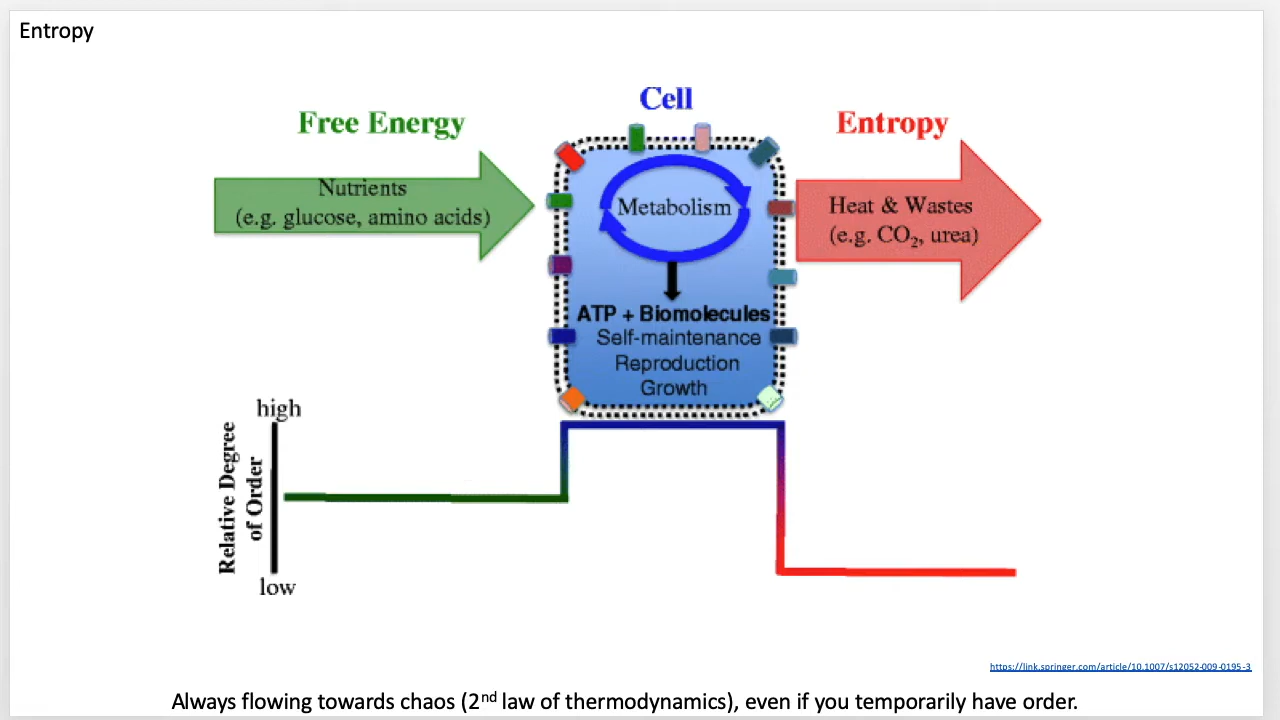 Entropy
Cell
Free Energy
Entropy
Nutrients
(e.g. glucose, amino acids)
Metabolism
Heat & Wastes
(e.g. CO₂, urea)
ATP + Biomolecules
Self-maintenance
Reproduction
Growth
high
Relative Degree
of Order
low
https://link.springer.com/article/10.1007/s12052-009-0195-3
Always flowing towards chaos (2nd law of thermodynamics), even if you temporarily have order.